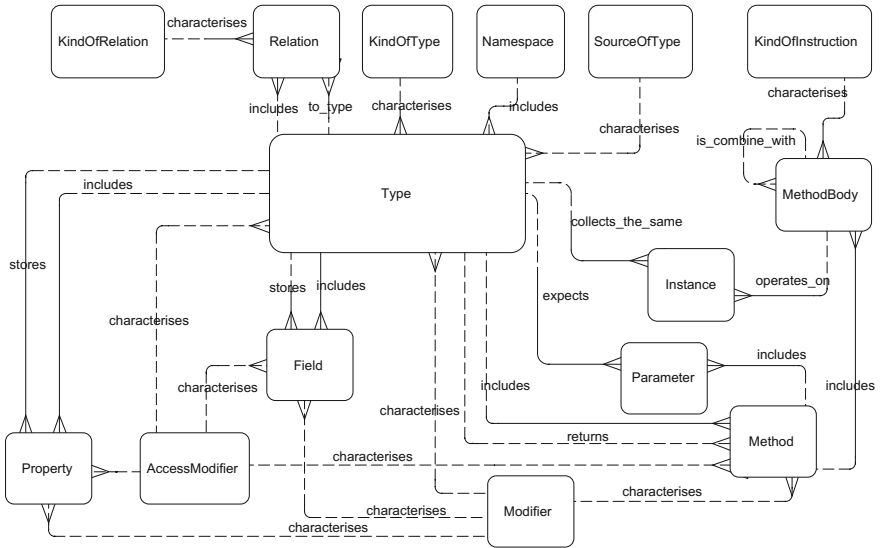 characterises
KindOfRelation
Relation
KindOfType
Namespace
SourceOfType
KindOfInstruction
includes
to_type
characterises
includes
characterises
characterises
is_combine_with
Type
MethodBody
includes
collects_the_same
stores
operates_on
Instance
stores
includes
expects
characterises
Field
Parameter
includes
characterises
includes
includes
characterises
Method
returns
Property
AccessModifier
characterises
characterises
characterises
Modifier
characterises